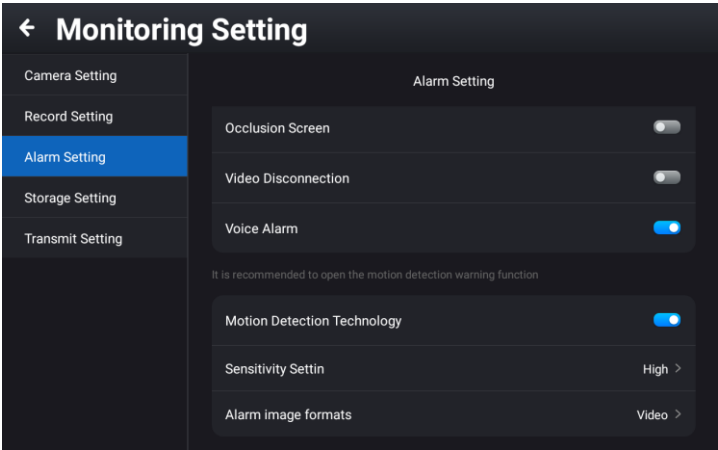 Monitoring Setting
Camera Setting
Record Setting
Alarm Setting
Storage Setting
Transmit Setting
Alarm Setting
Occlusion Screen
Video Disconnection
Voice Alarm
It is recommended to open the motion detection warning function
Motion Detection Technology
Sensitivity Settin High >
Alarm image formats Video >